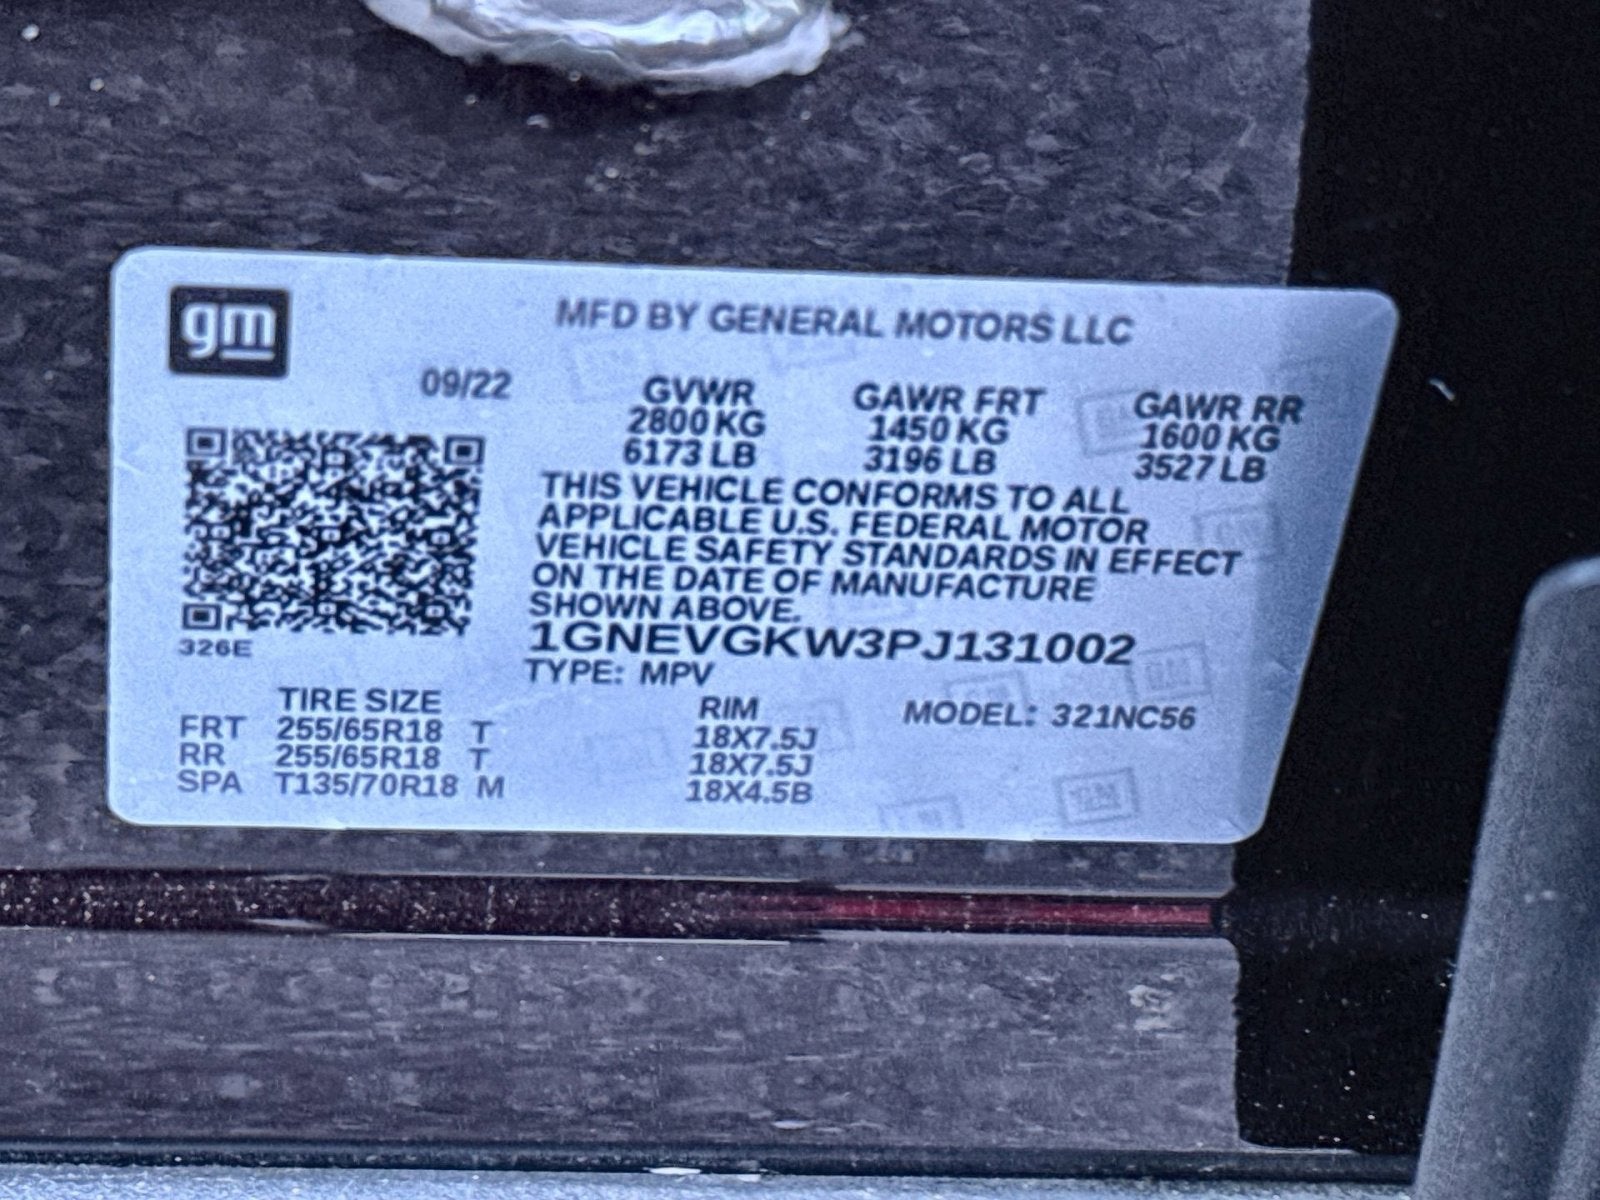 gm
MFD BY GENERAL MOTORS LLC
09/22
GVWR GAWR FRT GAWR RR
2800 KG 1450 KG 1600 KG
6173 LB 3196 LB 3527 LB
THIS VEHICLE CONFORMS TO ALL
APPLICABLE U.S. FEDERAL MOTOR
VEHICLE SAFETY STANDARDS IN EFFECT
ON THE DATE OF MANUFACTURE
SHOWN ABOVE.
326E
1GNEVGKW3PJ131002
TYPE: MPV
TIRE SIZE RIM MODEL: 321NC56
FRT 255/65R18 T 18X7.5J
RR 255/65R18 T 18X7.5J
SPA T135/70R18 M 18X4.5B